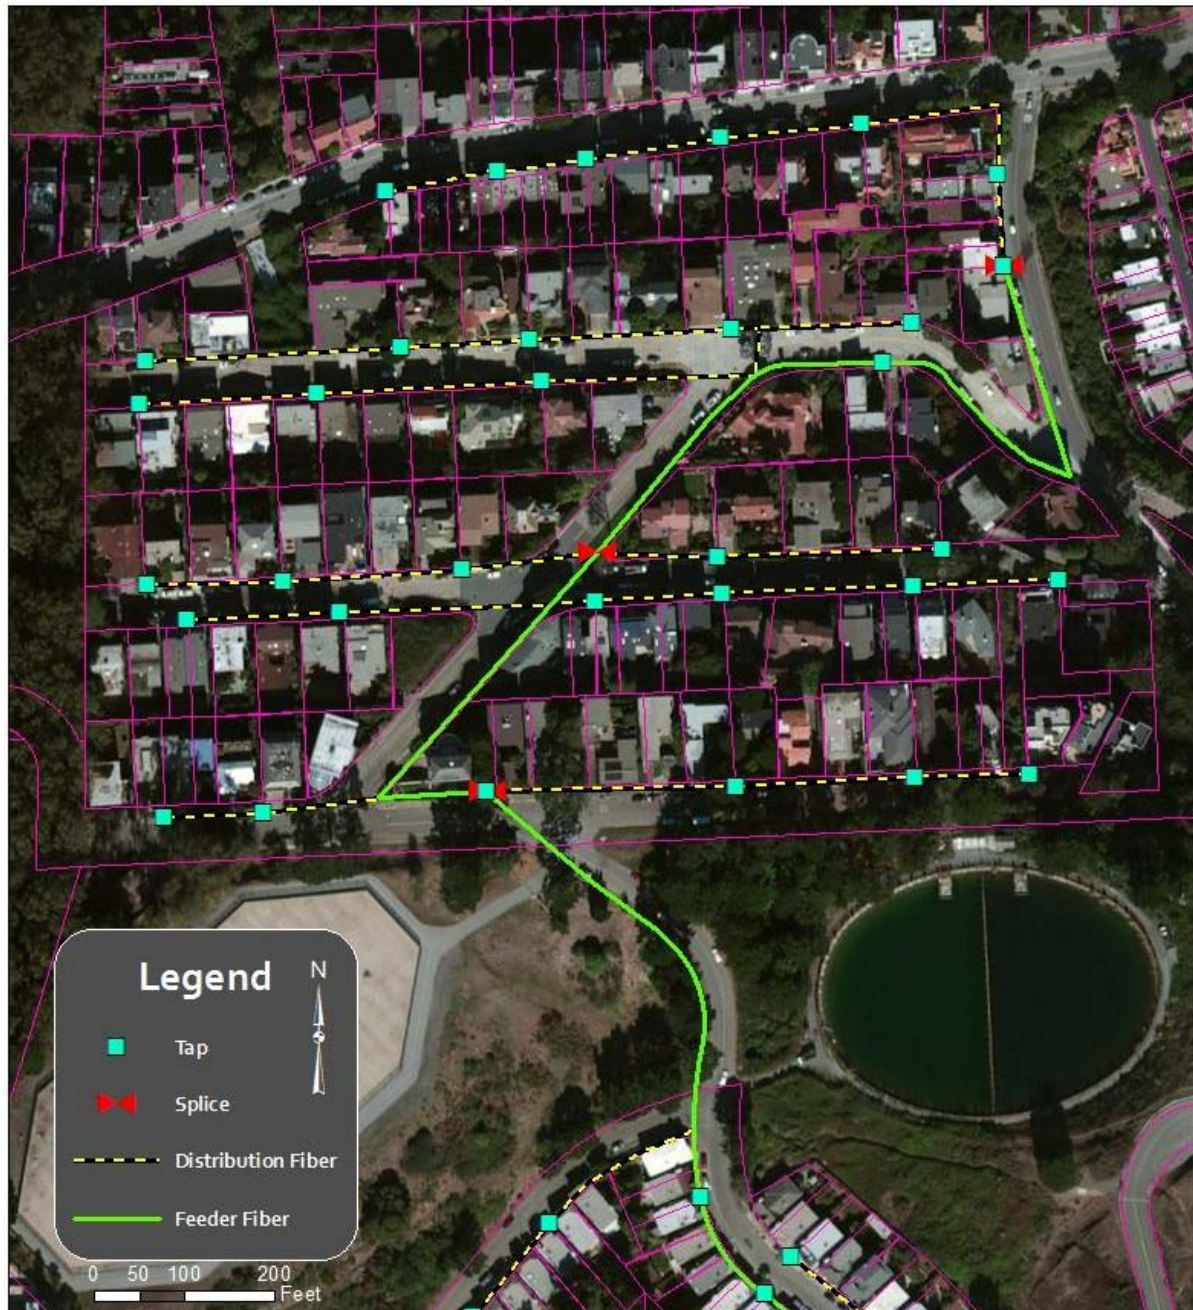 Legend
N
Tap
Splice
Distribution Fiber
Feeder Fiber
0 50 100 200
Feet